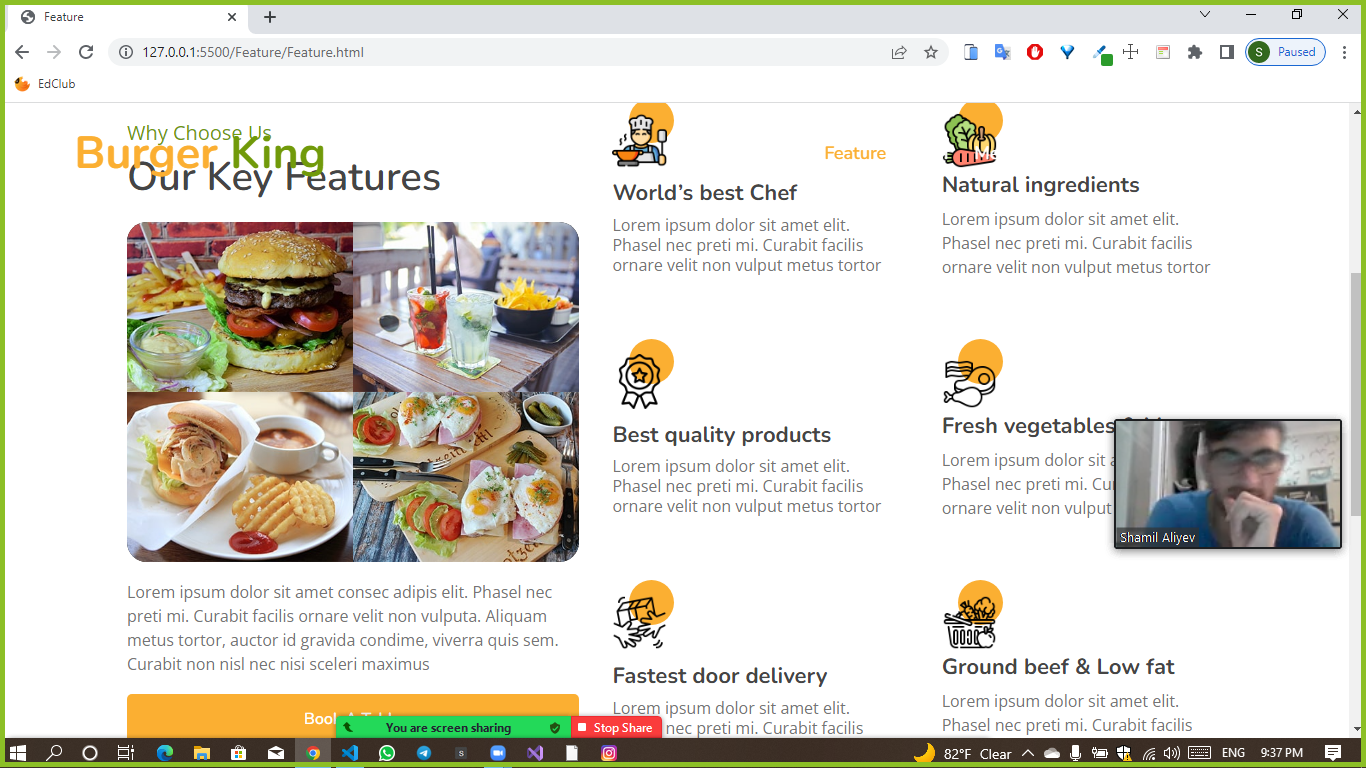 Feature
127.0.0.1:5500/Feature/Feature.html
S
Paused
EdClub
Why Choose Us
Burger King
Our Key Features
Feature
World’s best Chef
Lorem ipsum dolor sit amet elit.
Phasel nec preti mi. Curabit facilis
ornare velit non vulput metus tortor
Natural ingredients
Lorem ipsum dolor sit amet elit.
Phasel nec preti mi. Curabit facilis
ornare velit non vulput metus tortor
Best quality products
Lorem ipsum dolor sit amet elit.
Phasel nec preti mi. Curabit facilis
ornare velit non vulput metus tortor
Fresh vegetables
Lorem ipsum dolor sit
Phasel nec preti mi.
ornare velit non vulput
Shamil Aliyev
Lorem ipsum dolor sit amet consec adipis elit. Phasel nec
preti mi. Curabit facilis ornare velit non vulputa. Aliquam
metus tortor, auctor id gravida condime, viverra quis sem.
Curabit non nisl nec nisi sceleri maximus
Fastest door delivery
Lorem ipsum dolor sit amet elit.
nec preti mi. Curabit facilis
Ground beef & Low fat
Lorem ipsum dolor sit amet elit.
Phasel nec preti mi. Curabit facilis
You are screen sharing
Stop Share
82°F Clear
ENG
9:37 PM